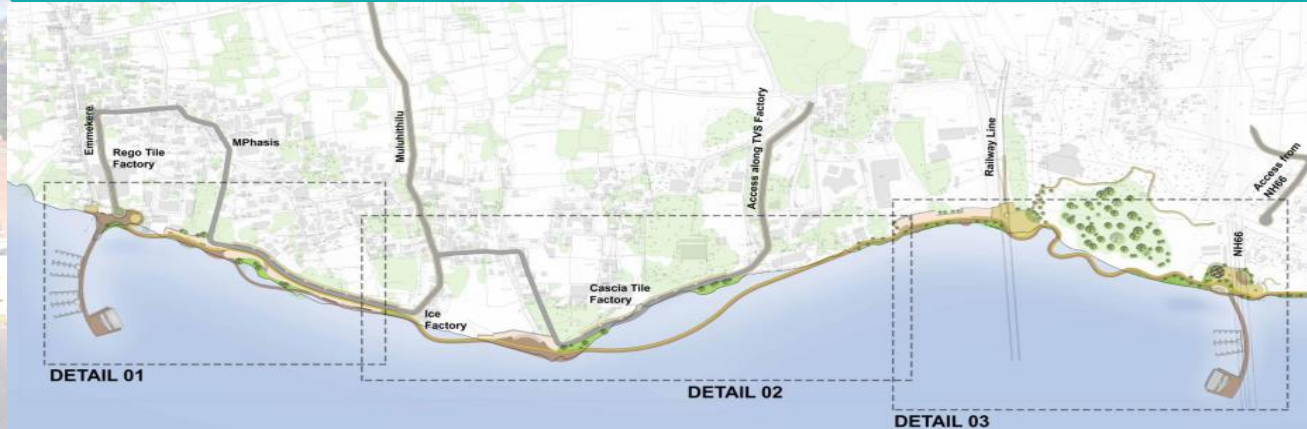 Emmekere
Rego Tile
Factory
MPhasis
Muluhithilu
Ice
Factory
Cascia Tile
Factory
Access along TVS Factory
Railway Line
Access from
NH66
NH66
DETAIL 01
DETAIL 02
DETAIL 03